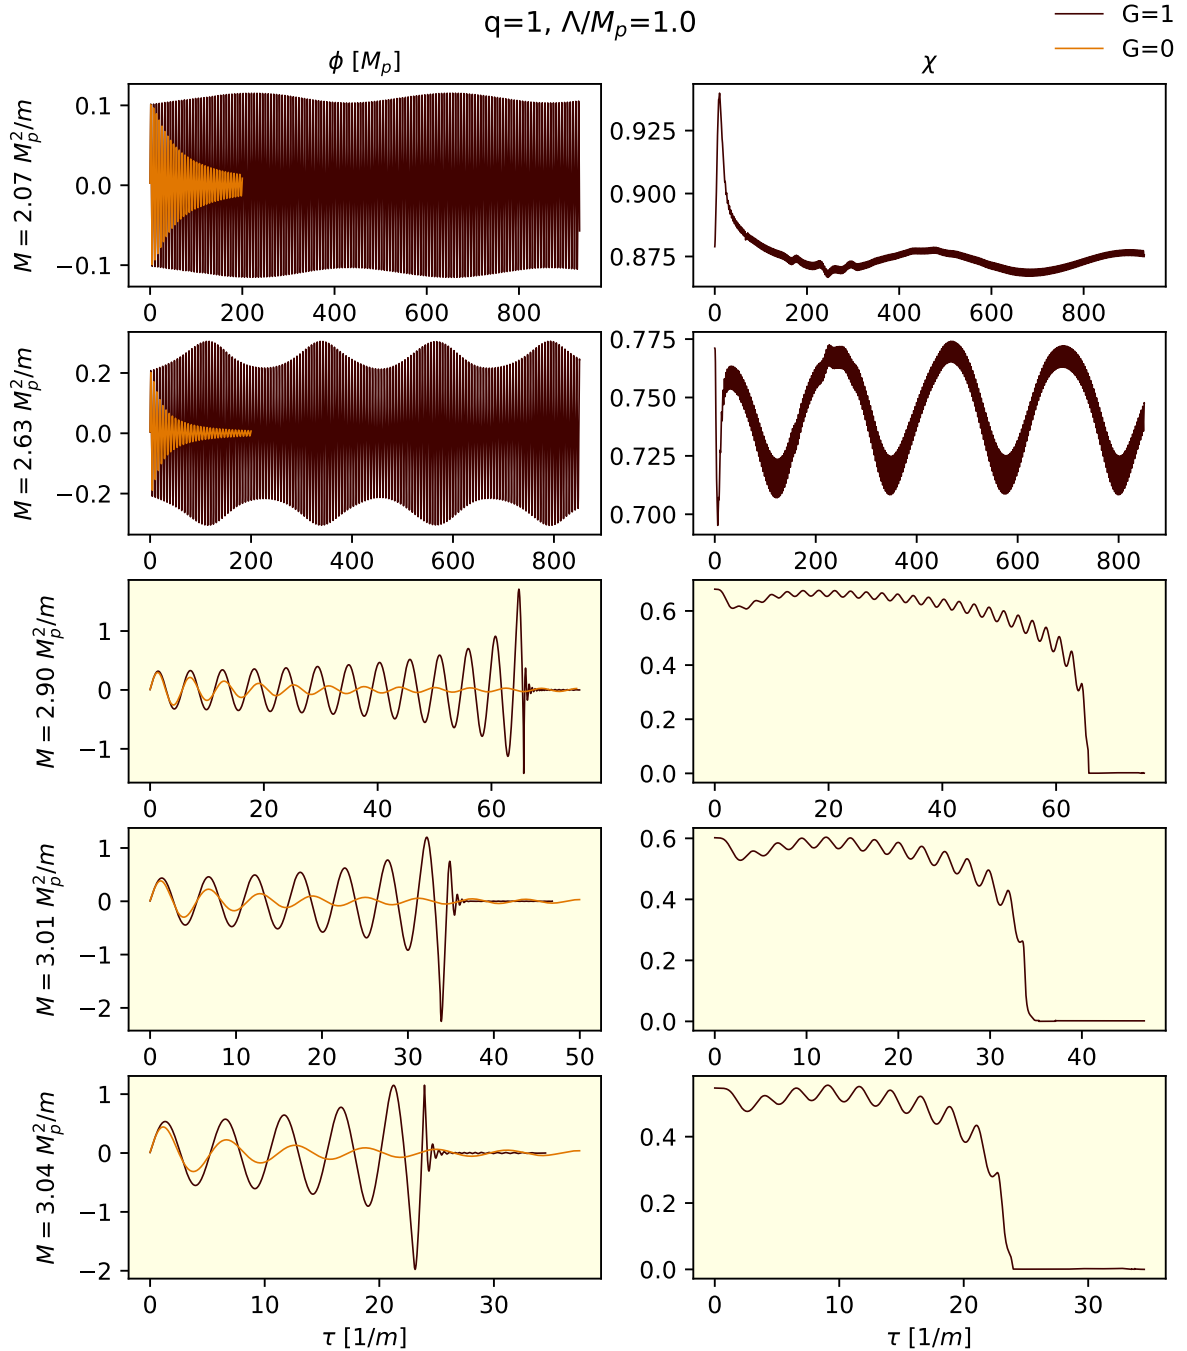 q=1, Λ/M_p=1.0
G=1
G=0
ϕ [M_p]
χ
M = 2.07 M_p^2/m
0.1
0.0
−0.1
0 200 400 600 800
0.925
0.900
0.875
0 200 400 600 800
M = 2.63 M_p^2/m
0.2
0.0
−0.2
0 200 400 600 800
0.775
0.750
0.725
0.700
0 200 400 600 800
M = 2.90 M_p^2/m
1
0
−1
0 20 40 60
0.6
0.4
0.2
0.0
0 20 40 60
M = 3.01 M_p^2/m
1
0
−1
−2
0 10 20 30 40 50
0.6
0.4
0.2
0.0
0 10 20 30 40
M = 3.04 M_p^2/m
1
0
−1
−2
0 10 20 30
τ [1/m]
0.4
0.2
0.0
0 10 20 30
τ [1/m]